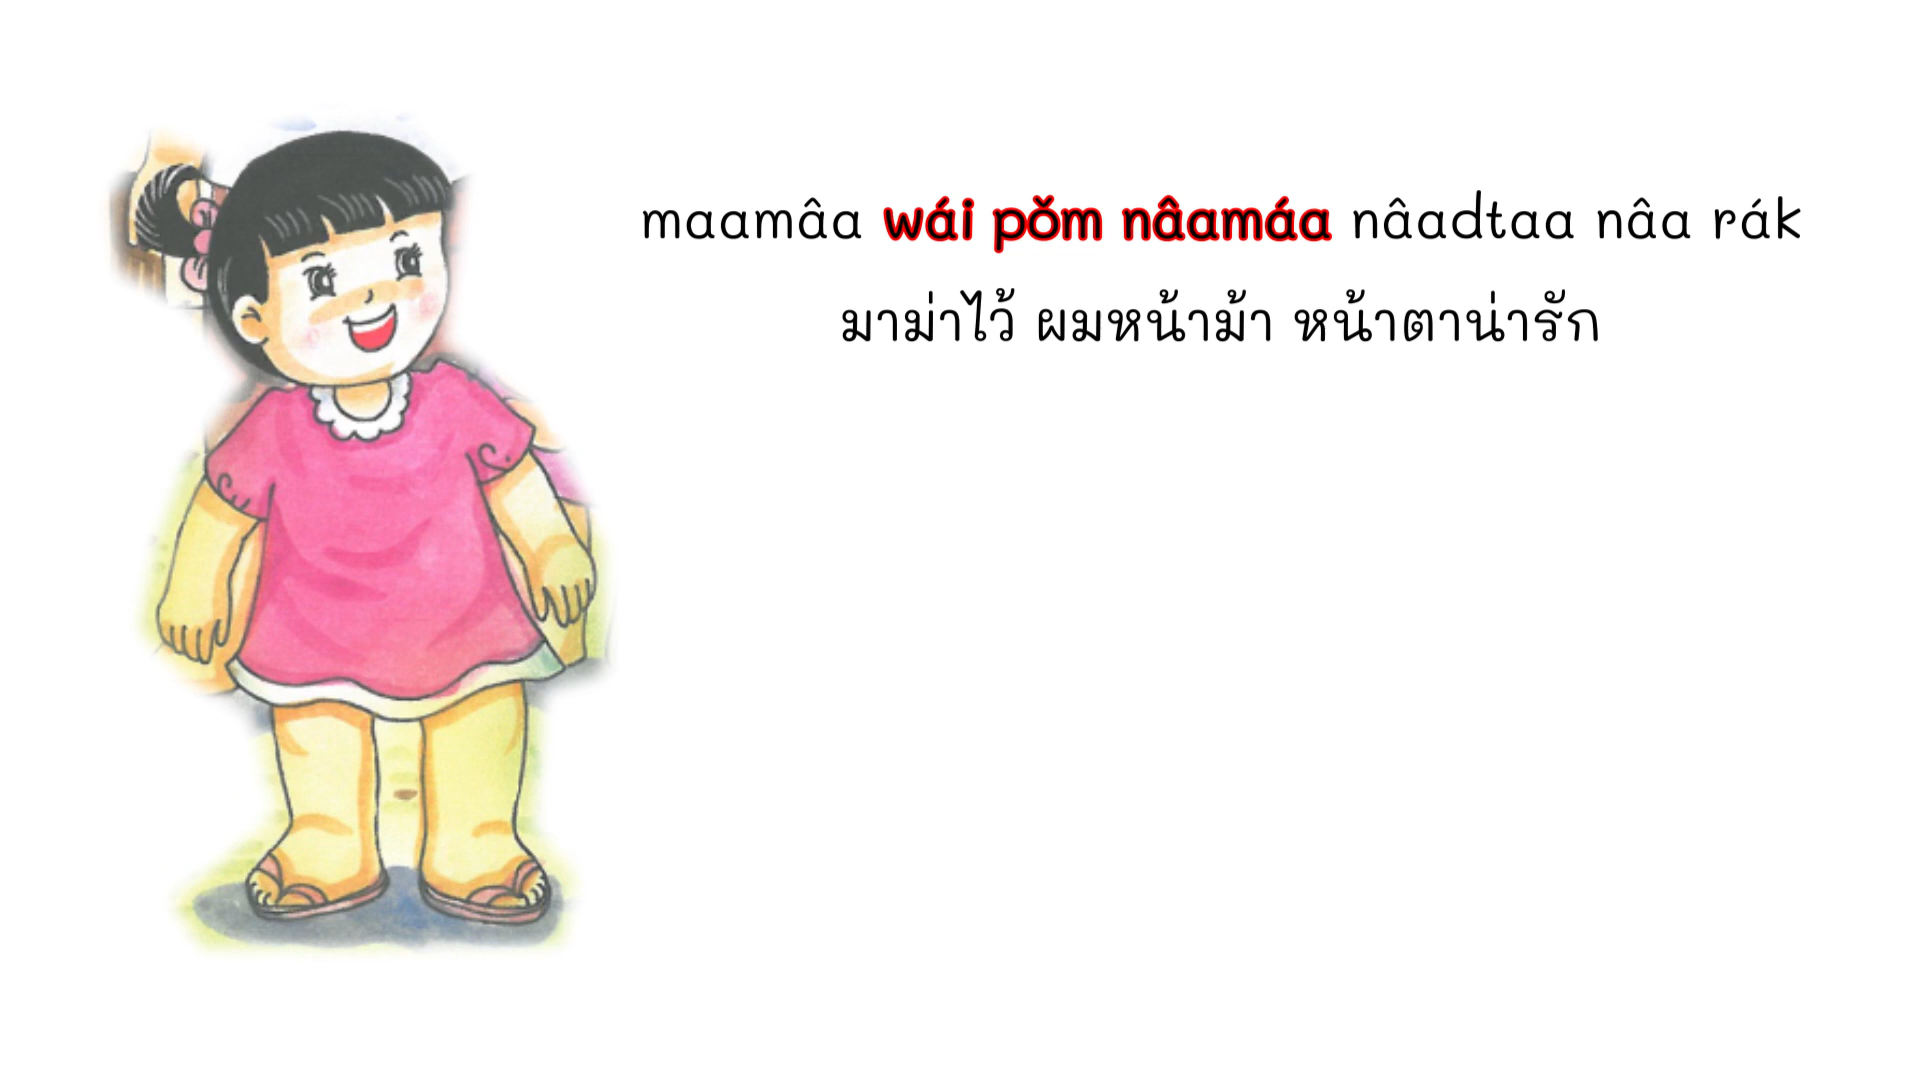 maamâa wái pǒm nâamáa nâadtaa nâa rák
มาม่าไว้ ผมหน้าม้า หน้าตาน่ารัก